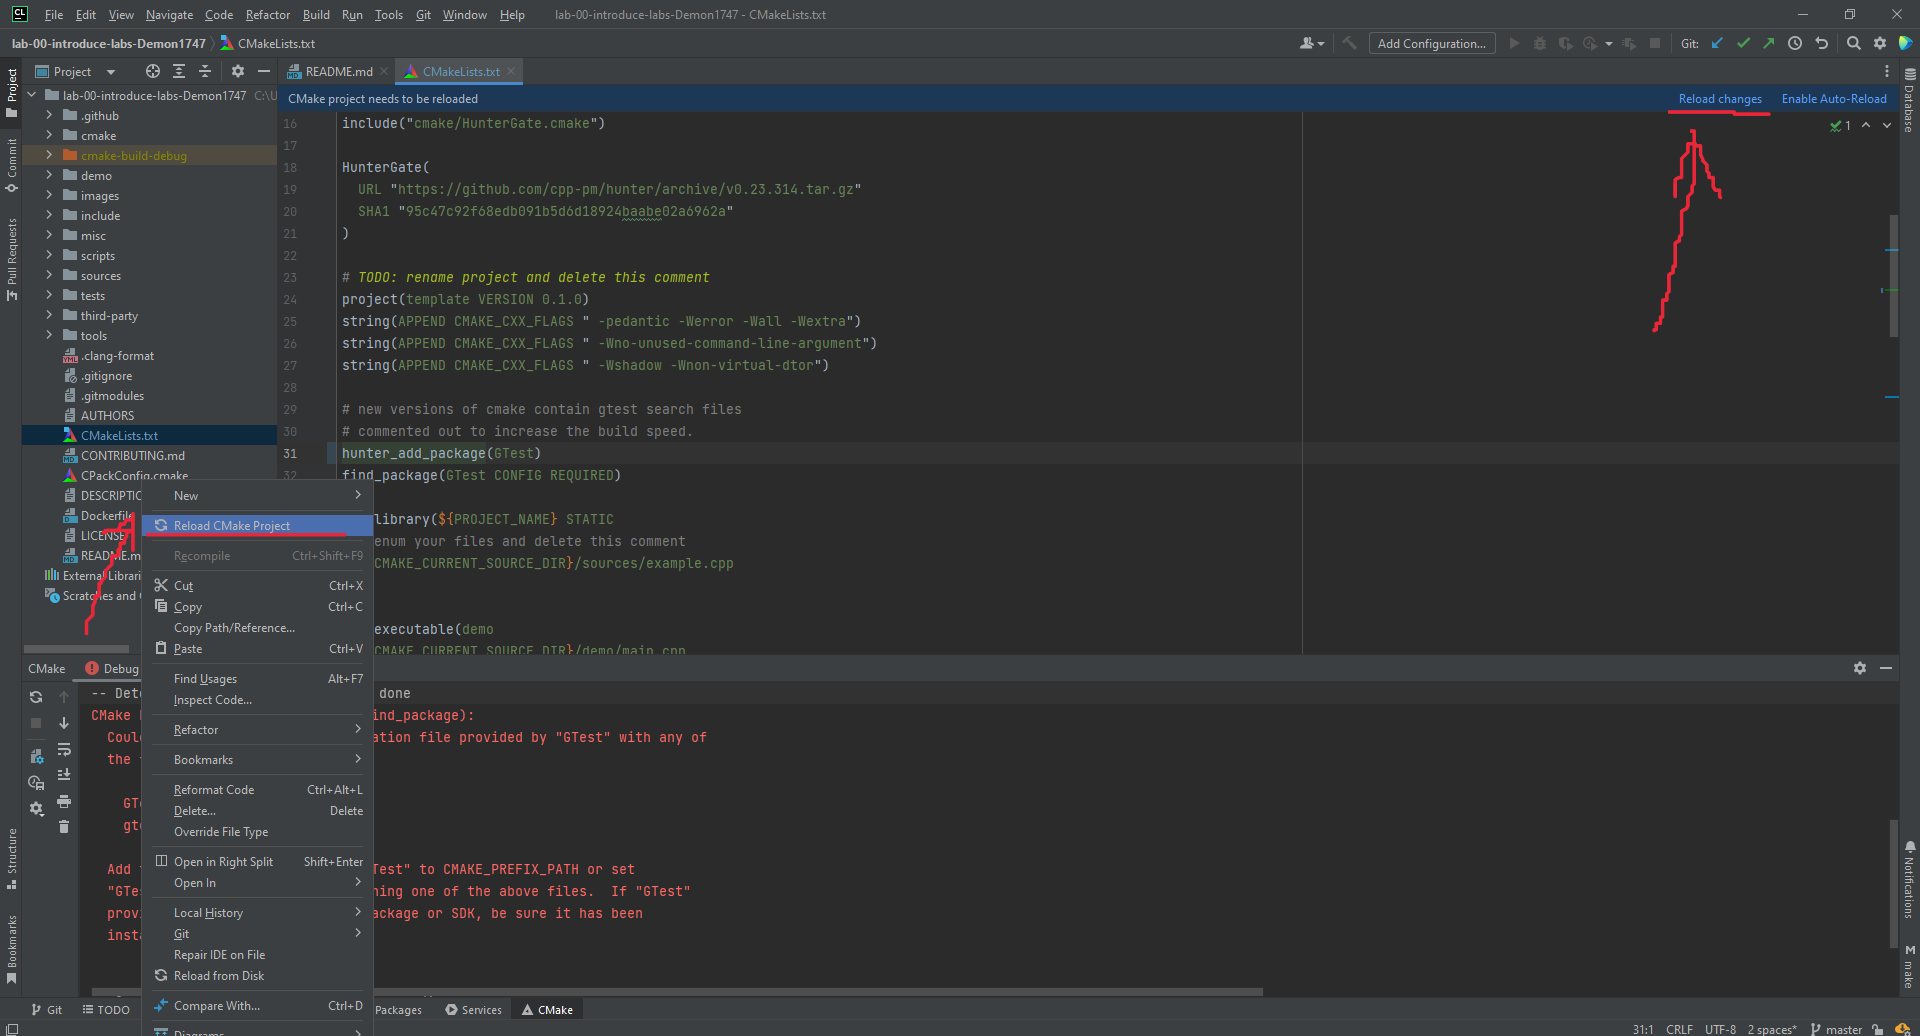 CL File Edit View Navigate Code Refactor Build Run Tools Git Window Help lab-00-introduce-labs-Demon1747 - CMakeLists.txt
lab-00-introduce-labs-Demon1747 CMakeLists.txt Add Configuration... Git:
Project README.md CMakeLists.txt
CMake project needs to be reloaded Reload changes Enable Auto-Reload
Project
Commit
Pull Requests
Structure
Bookmarks
lab-00-introduce-labs-Demon1747 C:\U
.github
cmake
cmake-build-debug
demo
images
include
misc
scripts
sources
tests
third-party
tools
.clang-format
.gitignore
.gitmodules
AUTHORS
CMakeLists.txt
CONTRIBUTING.md
CPackConfig.cmake
DESCRIPTIO
Dockerfile
LICENSE
README.m
External Librari
Scratches and
1
16 include("cmake/HunterGate.cmake")
17
18 HunterGate(
19 URL "https://github.com/cpp-pm/hunter/archive/v0.23.314.tar.gz"
20 SHA1 "95c47c92f68edb091b5d6d18924baabe02a6962a"
21 )
22
23 # TODO: rename project and delete this comment
24 project(template VERSION 0.1.0)
25 string(APPEND CMAKE_CXX_FLAGS " -pedantic -Werror -Wall -Wextra")
26 string(APPEND CMAKE_CXX_FLAGS " -Wno-unused-command-line-argument")
27 string(APPEND CMAKE_CXX_FLAGS " -Wshadow -Wnon-virtual-dtor")
28
29 # new versions of cmake contain gtest search files
30 # commented out to increase the build speed.
31 hunter_add_package(GTest)
32 find_package(GTest CONFIG REQUIRED)
library(${PROJECT_NAME} STATIC
enum your files and delete this comment
CMAKE_CURRENT_SOURCE_DIR}/sources/example.cpp
executable(demo
CMAKE_CURRENT_SOURCE_DIR}/demo/main.cpp
New
Reload CMake Project
Recompile Ctrl+Shift+F9
Cut Ctrl+X
Copy Ctrl+C
Copy Path/Reference...
Paste Ctrl+V
Find Usages Alt+F7
Inspect Code...
Refactor
Bookmarks
Reformat Code Ctrl+Alt+L
Delete... Delete
Override File Type
Open in Right Split Shift+Enter
Open In
Local History
Git
Repair IDE on File
Reload from Disk
Compare With... Ctrl+D
Diagrams
CMake Debug
-- Dete done
CMake ind_package):
Coul ation file provided by "GTest" with any of
the
GTe
gte
Add Test" to CMAKE_PREFIX_PATH or set
"GTes ning one of the above files. If "GTest"
provi ackage or SDK, be sure it has been
insta
Database
Notifications
M make
Git TODO Packages Services CMake
31:1 CRLF UTF-8 2 spaces* master